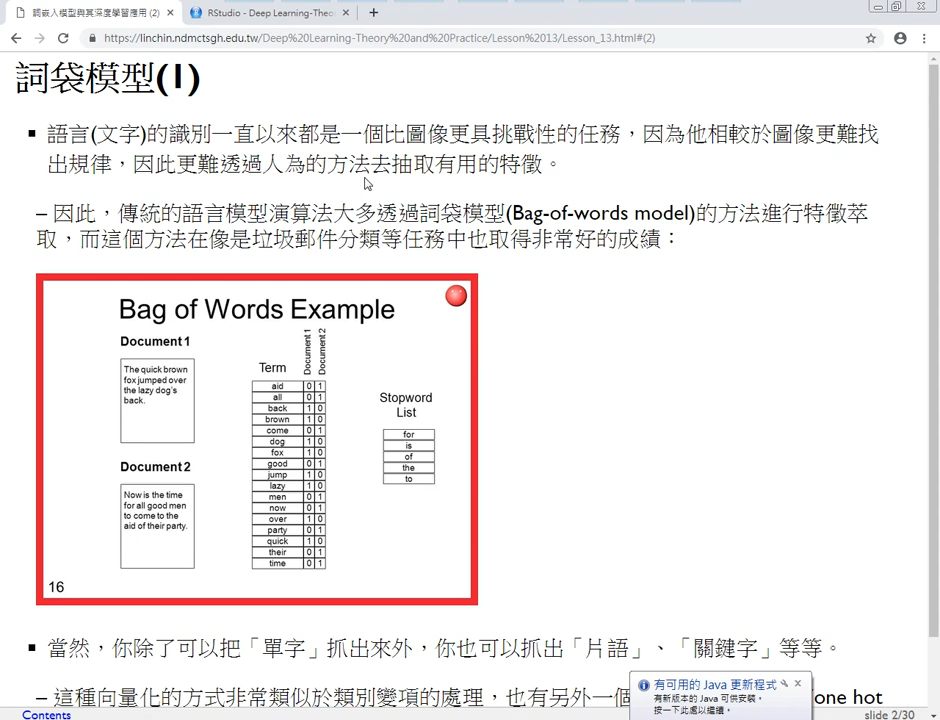 詞嵌入模型與其深度學習應用 (2)
RStudio - Deep Learning-Theo
https://linchin.ndmctsgh.edu.tw/Deep%20Learning-Theory%20and%20Practice/Lesson%2013/Lesson_13.html#(2)
詞袋模型(1)
語言(文字)的識別一直以來都是一個比圖像更具挑戰性的任務，因為他相較於圖像更難找
出規律，因此更難透過人為的方法去抽取有用的特徵。
– 因此，傳統的語言模型演算法大多透過詞袋模型(Bag-of-words model)的方法進行特徵萃
取，而這個方法在像是垃圾郵件分類等任務中也取得非常好的成績：
Bag of Words Example
Document 1
The quick brown
fox jumped over
the lazy dog's
back.
Document 2
Now is the time
for all good men
to come to the
aid of their party.
Term Document 1 Document 2
aid 0 1
all 0 1
back 1 0
brown 1 0
come 0 1
dog 1 0
fox 1 0
good 0 1
jump 1 0
lazy 1 0
men 0 1
now 0 1
over 1 0
party 0 1
quick 1 0
their 0 1
time 0 1
Stopword
List
for
is
of
the
to
16
當然，你除了可以把「單字」抓出來外，你也可以抓出「片語」、「關鍵字」等等。
– 這種向量化的方式非常類似於類別變項的處理，也有另外一個
one hot
有可用的 Java 更新程式
有新版本的 Java 可供安裝。
按一下此處以繼續。
Contents
slide 2/30